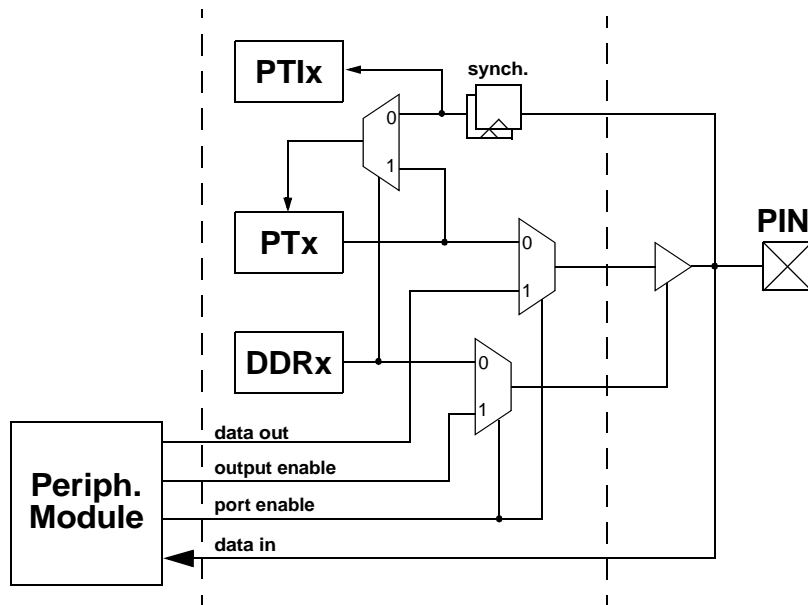 PTIx
synch.
0
1
PTx
0
1
PIN
DDRx
0
1
data out
output enable
port enable
data in
Periph.
Module